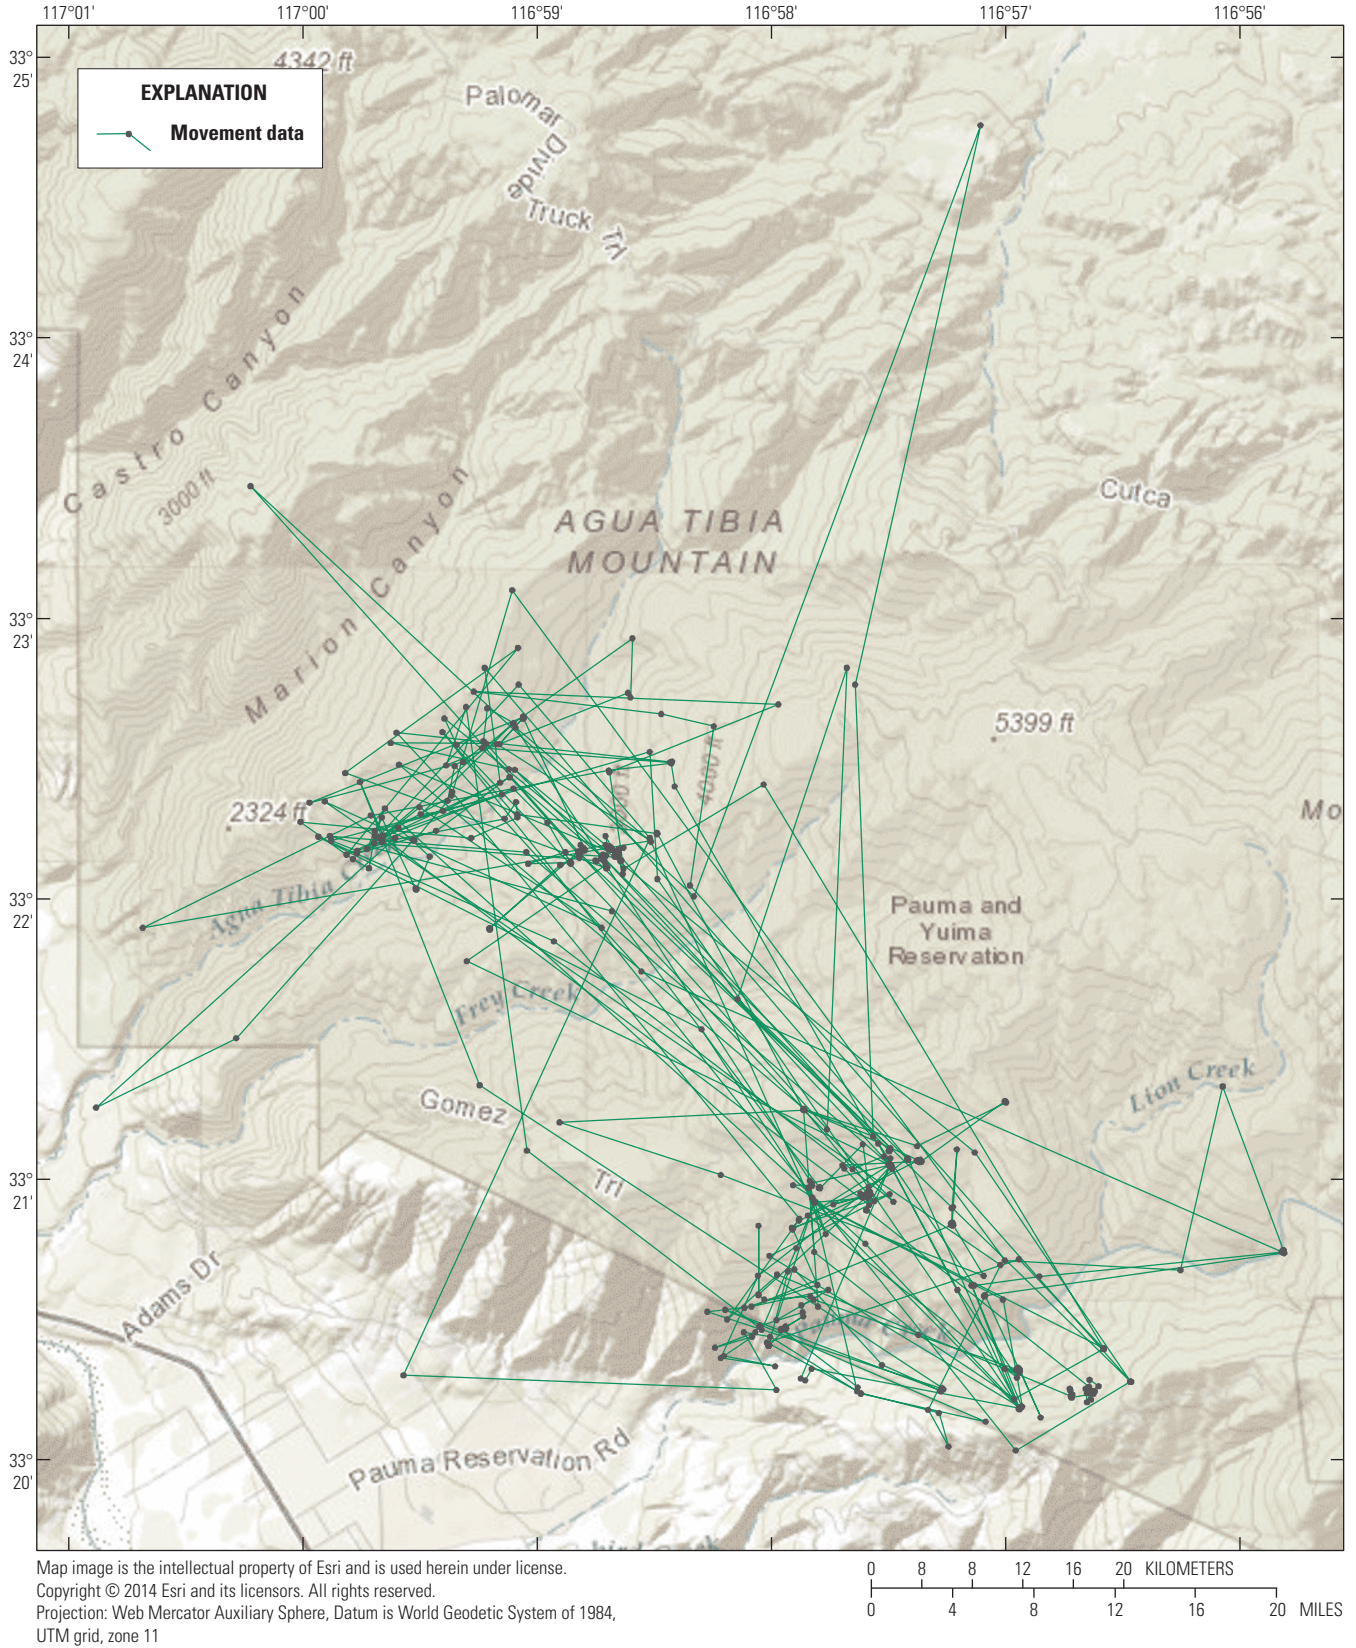 117°01'
117°00'
116°59'
116°58'
116°57'
116°56'
33°
25'
4342 ft
EXPLANATION
Movement data
Palomar
Divide
Truck Trl
33°
24'
Castro Canyon
3000 ft
Marion Canyon
Cutca
AGUA TIBIA
MOUNTAIN
33°
23'
5399 ft
4000 ft
2324 ft
Mo
33°
22'
Agua Tibia
Pauma and
Yuima
Reservation
Frey Creek
Gomez
Trl
Lion Creek
33°
21'
Adams Dr
Pauma Creek
Pauma Reservation Rd
33°
20'
Map image is the intellectual property of Esri and is used herein under license.
Copyright © 2014 Esri and its licensors. All rights reserved.
Projection: Web Mercator Auxiliary Sphere, Datum is World Geodetic System of 1984,
UTM grid, zone 11
0 8 8 12 16 20 KILOMETERS
0 4 8 12 16 20 MILES